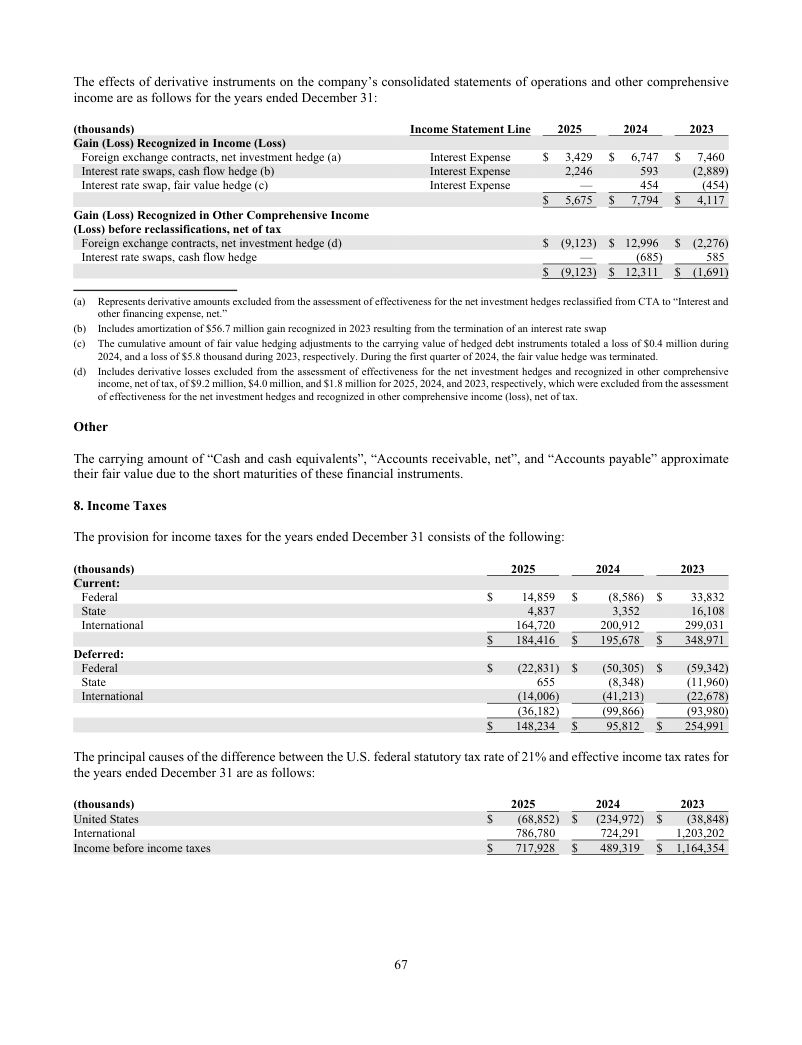 The effects of derivative instruments on the company's consolidated statements of operations and other comprehensive
income are as follows for the years ended December 31:
(thousands) Income Statement Line 2025 2024 2023
Gain (Loss) Recognized in Income (Loss)
Foreign exchange contracts, net investment hedge (a) Interest Expense $ 3,429 $ 6,747 $ 7,460
Interest rate swaps, cash flow hedge (b) Interest Expense 2,246 593 (2,889)
Interest rate swap, fair value hedge (c) Interest Expense — 454 (454)
$ 5,675 $ 7,794 $ 4,117
Gain (Loss) Recognized in Other Comprehensive Income
(Loss) before reclassifications, net of tax
Foreign exchange contracts, net investment hedge (d) $ (9,123) $ 12,996 $ (2,276)
Interest rate swaps, cash flow hedge — (685) 585
$ (9,123) $ 12,311 $ (1,691)
(a) Represents derivative amounts excluded from the assessment of effectiveness for the net investment hedges reclassified from CTA to "Interest and
other financing expense, net."
(b) Includes amortization of $56.7 million gain recognized in 2023 resulting from the termination of an interest rate swap
(c) The cumulative amount of fair value hedging adjustments to the carrying value of hedged debt instruments totaled a loss of $0.4 million during
2024, and a loss of $5.8 thousand during 2023, respectively. During the first quarter of 2024, the fair value hedge was terminated.
(d) Includes derivative losses excluded from the assessment of effectiveness for the net investment hedges and recognized in other comprehensive
income, net of tax, of $9.2 million, $4.0 million, and $1.8 million for 2025, 2024, and 2023, respectively, which were excluded from the assessment
of effectiveness for the net investment hedges and recognized in other comprehensive income (loss), net of tax.
Other
The carrying amount of "Cash and cash equivalents", "Accounts receivable, net", and "Accounts payable" approximate
their fair value due to the short maturities of these financial instruments.
8. Income Taxes
The provision for income taxes for the years ended December 31 consists of the following:
(thousands) 2025 2024 2023
Current:
Federal $ 14,859 $ (8,586) $ 33,832
State 4,837 3,352 16,108
International 164,720 200,912 299,031
$ 184,416 $ 195,678 $ 348,971
Deferred:
Federal $ (22,831) $ (50,305) $ (59,342)
State 655 (8,348) (11,960)
International (14,006) (41,213) (22,678)
(36,182) (99,866) (93,980)
$ 148,234 $ 95,812 $ 254,991
The principal causes of the difference between the U.S. federal statutory tax rate of 21% and effective income tax rates for
the years ended December 31 are as follows:
(thousands) 2025 2024 2023
United States $ (68,852) $ (234,972) $ (38,848)
International 786,780 724,291 1,203,202
Income before income taxes $ 717,928 $ 489,319 $ 1,164,354
67